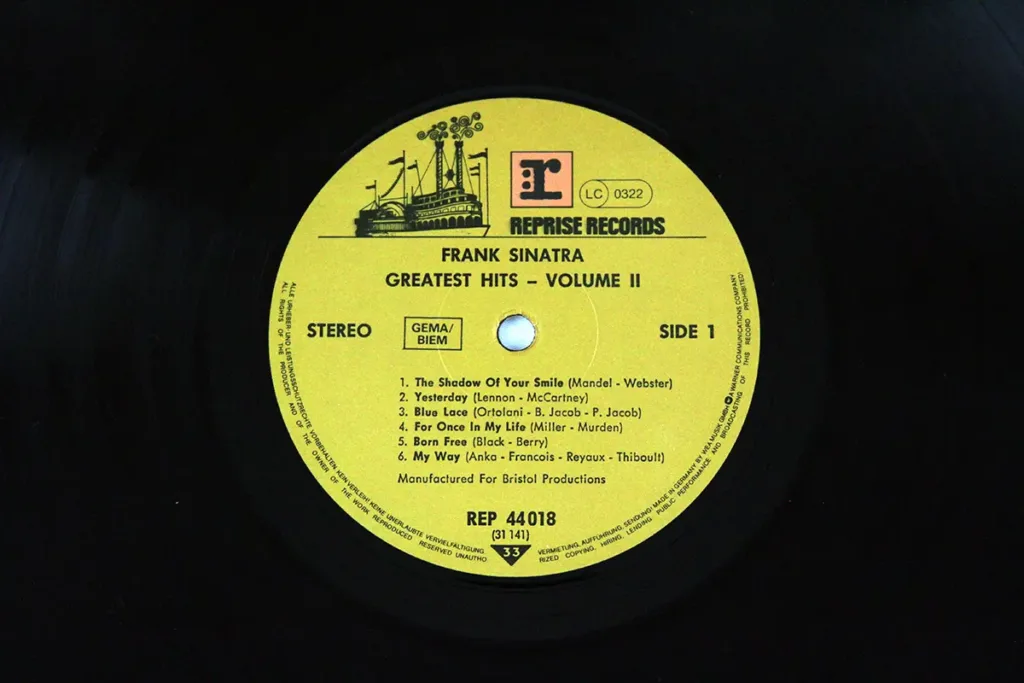 r
LC 0322
REPRISE RECORDS
FRANK SINATRA
GREATEST HITS – VOLUME II
STEREO
GEMA/
BIEM
SIDE 1
1. The Shadow Of Your Smile (Mandel - Webster)
2. Yesterday (Lennon - McCartney)
3. Blue Lace (Ortolani - B. Jacob - P. Jacob)
4. For Once In My Life (Miller - Murden)
5. Born Free (Black - Berry)
6. My Way (Anka - Francois - Reyaux - Thiboult)
Manufactured For Bristol Productions
REP 44018
(31 141)
33
ALLE URHEBER- UND LEISTUNGSSCHUTZRECHTE VORBEHALTEN KEIN VERLEIH! KEINE UNERLAUBTE VERVIELFÄLTIGUNG, VERMIETUNG, AUFFÜHRUNG, SENDUNG! MADE IN GERMANY BY WEA MUSIK GMBH A WARNER COMMUNICATIONS COMPANY
ALL RIGHTS OF THE PRODUCER AND OF THE OWNER OF THE WORK REPRODUCED RESERVED UNAUTHORIZED COPYING, HIRING, LENDING, PUBLIC PERFORMANCE AND BROADCASTING OF THIS RECORD PROHIBITED!